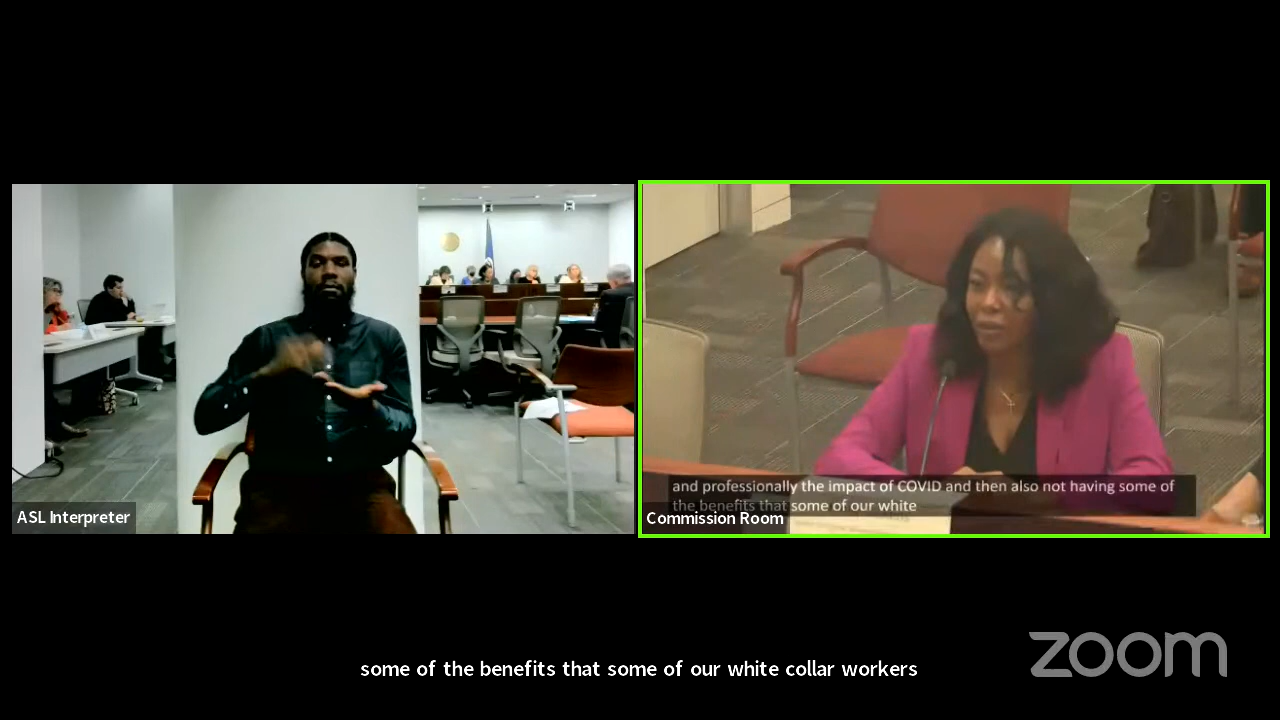 ASL Interpreter
and professionally the impact of COVID and then also not having some of
the benefits that some of our white
Commission Room
some of the benefits that some of our white collar workers
zoom